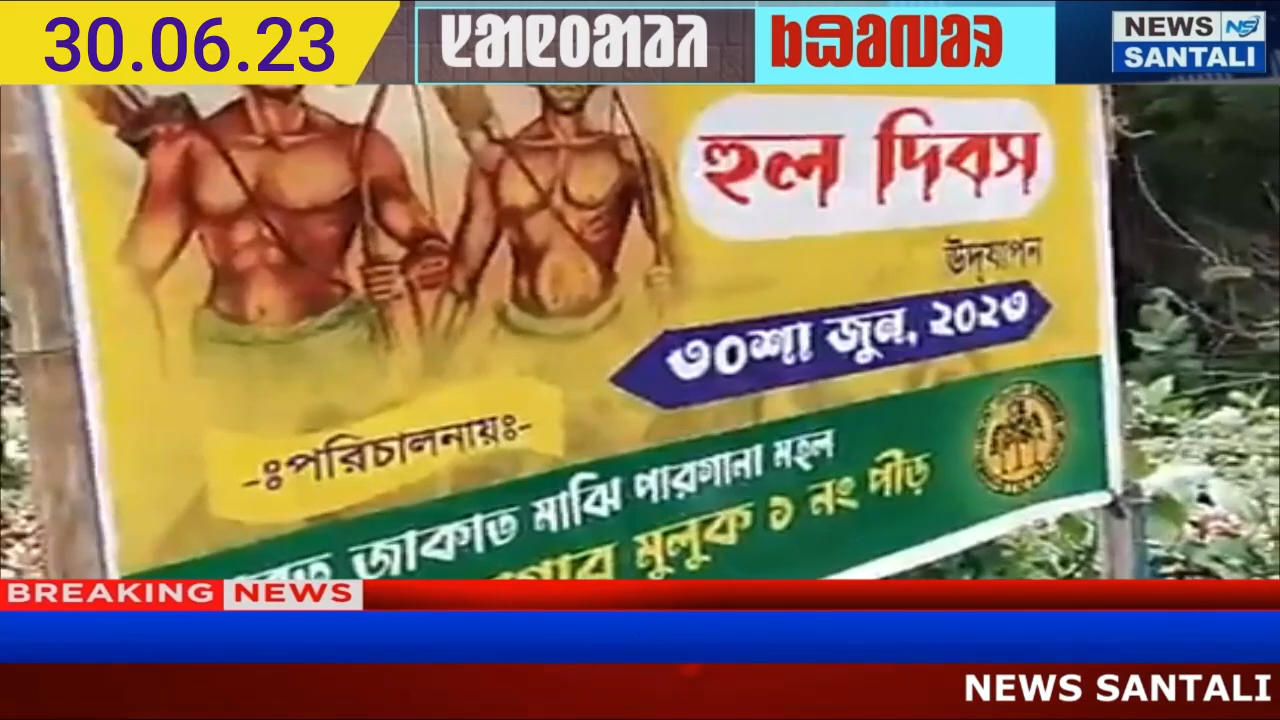 30.06.23
NEWS NS
SANTALI
হুল দিবস
উদ্‌যাপন
৩০শা জুন, ২০২৩
-ঃপরিচালনায়ঃ-
জাকাত মাঝি পারগানা মহল
মুলুক ১ নং পীড়
BREAKING NEWS
NEWS SANTALI